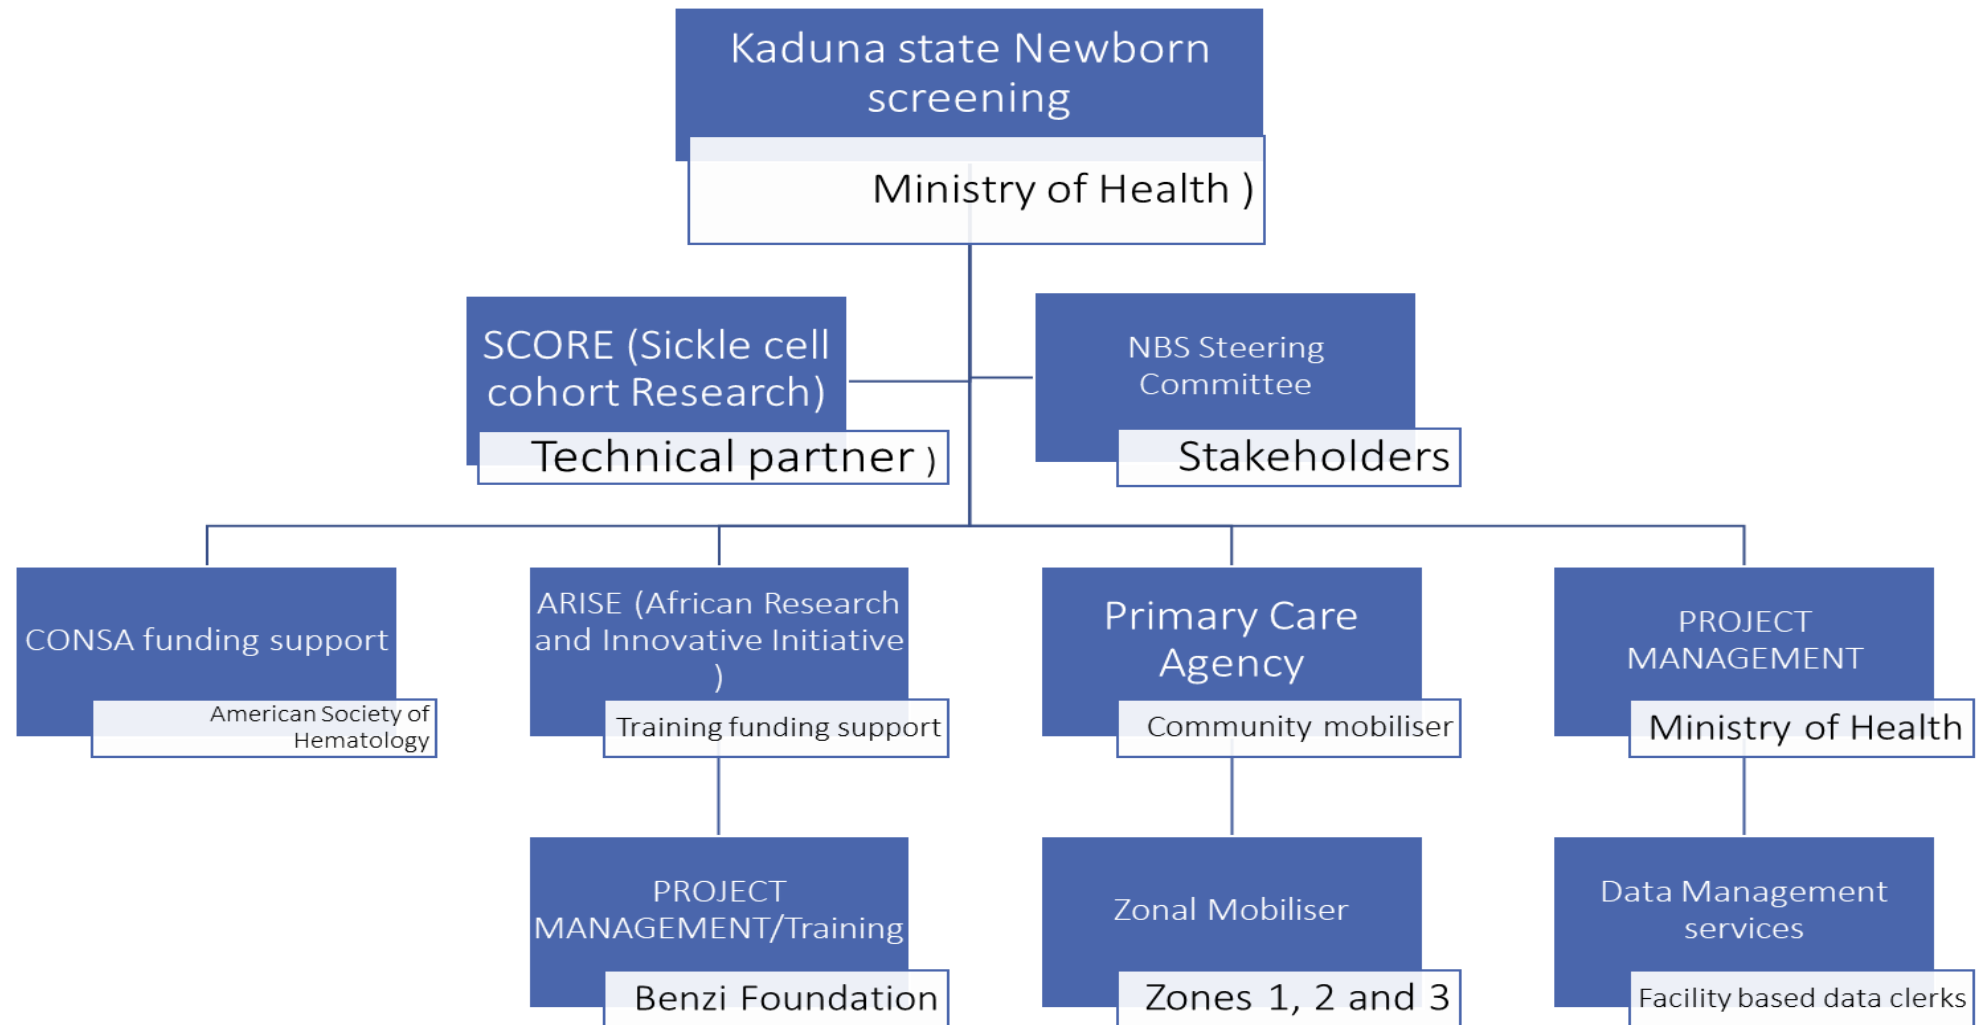 Kaduna state Newborn
screening
Ministry of Health )
SCORE (Sickle cell
cohort Research)
Technical partner )
NBS Steering
Committee
Stakeholders
CONSA funding support
American Society of
Hematology
ARISE (African Research
and Innovative Initiative
)
Training funding support
Primary Care
Agency
Community mobiliser
PROJECT
MANAGEMENT
Ministry of Health
PROJECT
MANAGEMENT/Training
Benzi Foundation
Zonal Mobiliser
Zones 1, 2 and 3
Data Management
services
Facility based data clerks